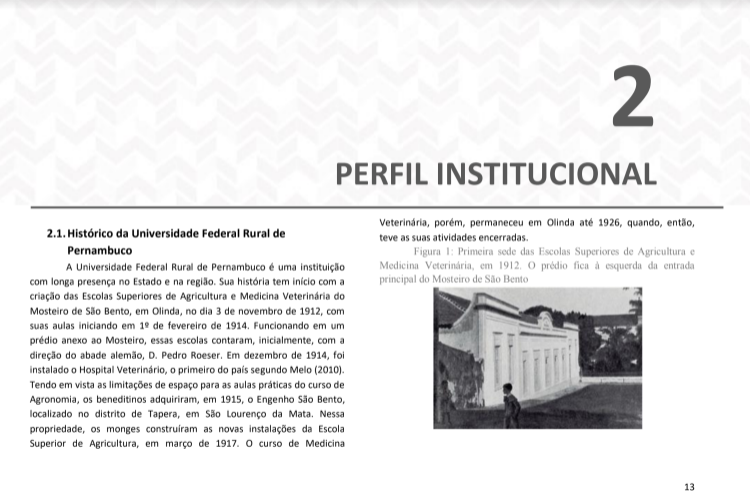 2
PERFIL INSTITUCIONAL
2.1. Histórico da Universidade Federal Rural de
Pernambuco
A Universidade Federal Rural de Pernambuco é uma instituição
com longa presença no Estado e na região. Sua história tem início com a
criação das Escolas Superiores de Agricultura e Medicina Veterinária do
Mosteiro de São Bento, em Olinda, no dia 3 de novembro de 1912, com
suas aulas iniciando em 1º de fevereiro de 1914. Funcionando em um
prédio anexo ao Mosteiro, essas escolas contaram, inicialmente, com a
direção do abade alemão, D. Pedro Roeser. Em dezembro de 1914, foi
instalado o Hospital Veterinário, o primeiro do país segundo Melo (2010).
Tendo em vista as limitações de espaço para as aulas práticas do curso de
Agronomia, os beneditinos adquiriram, em 1915, o Engenho São Bento,
localizado no distrito de Tapera, em São Lourenço da Mata. Nessa
propriedade, os monges construíram as novas instalações da Escola
Superior de Agricultura, em março de 1917. O curso de Medicina
Veterinária, porém, permaneceu em Olinda até 1926, quando, então,
teve as suas atividades encerradas.
Figura 1: Primeira sede das Escolas Superiores de Agricultura e
Medicina Veterinária, em 1912. O prédio fica à esquerda da entrada
principal do Mosteiro de São Bento
13